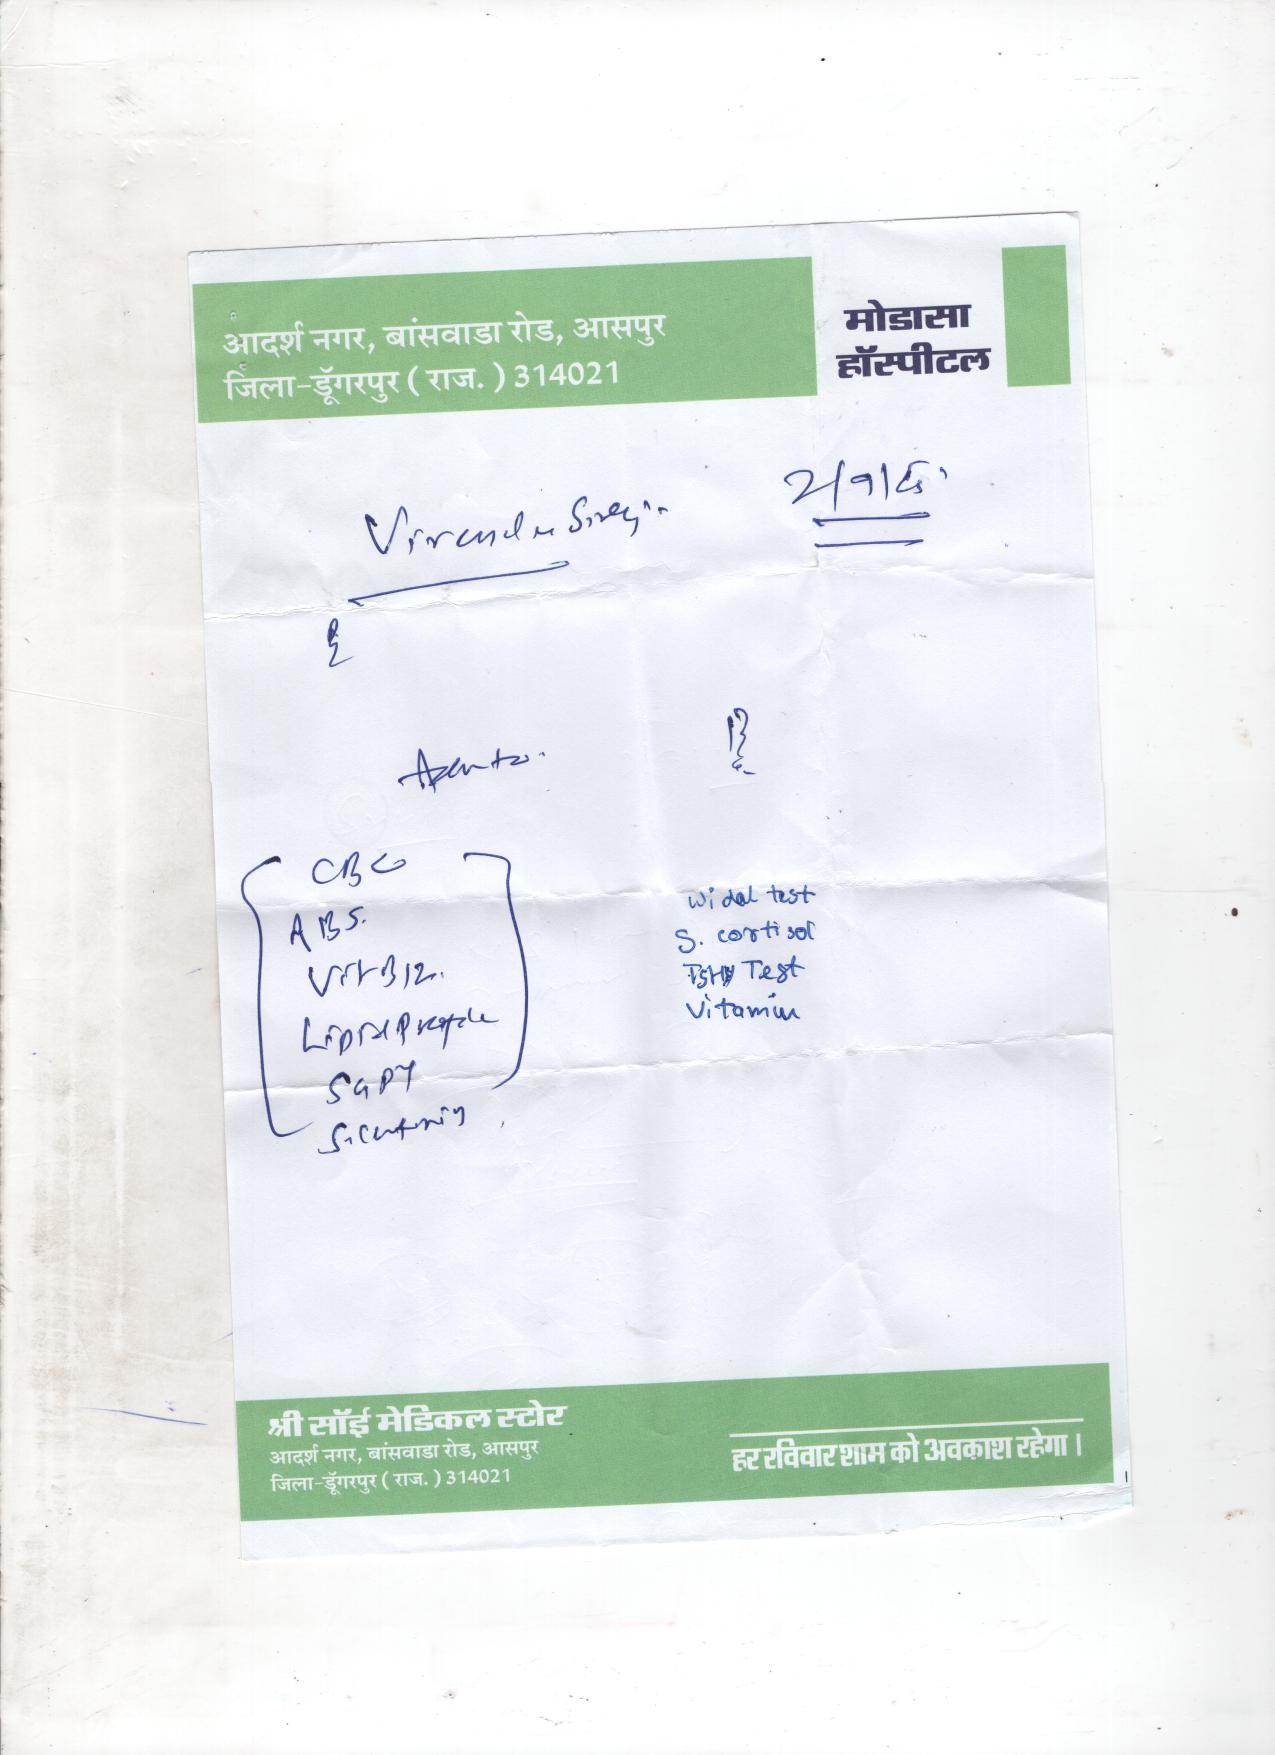 आदर्श नगर, बांसवाडा रोड, आसपुर
जिला-डूँगरपुर ( राज. ) 314021
मोडासा
हॉस्पीटल
CBC
Vit B12.
Lipid Profile
SGPT
widal test
S. cortisol
TSH Test
Vitamin
श्री सॉई मेडिकल स्टोर
आदर्श नगर, बांसवाडा रोड, आसपुर
जिला-डूँगरपुर ( राज. ) 314021
हर रविवार शाम को अवकाश रहेगा ।